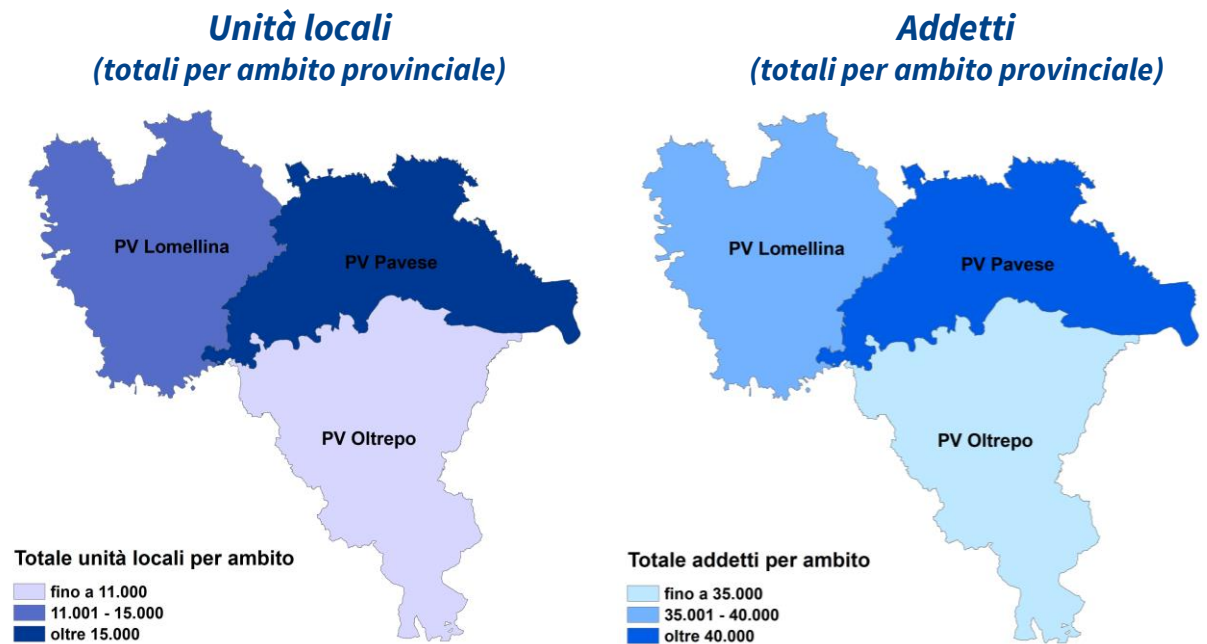 Unità locali
(totali per ambito provinciale)
PV Lomellina
PV Pavese
PV Oltrepo
Totale unità locali per ambito
fino a 11.000
11.001 - 15.000
oltre 15.000
Addetti
(totali per ambito provinciale)
PV Lomellina
PV Pavese
PV Oltrepo
Totale addetti per ambito
fino a 35.000
35.001 - 40.000
oltre 40.000